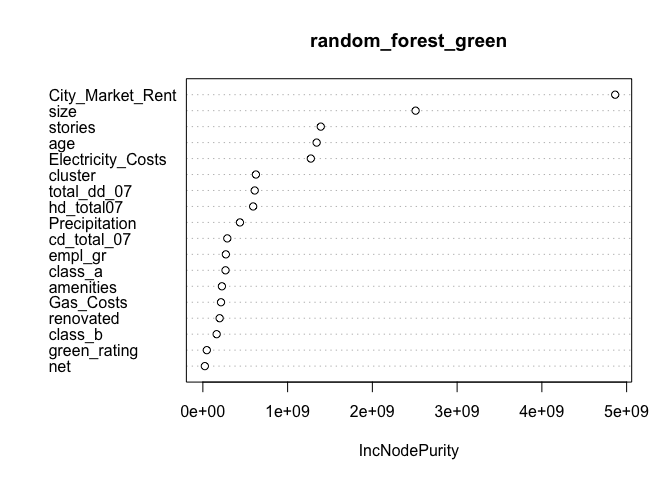 random_forest_green
City_Market_Rent
size
stories
age
Electricity_Costs
cluster
total_dd_07
hd_total07
Precipitation
cd_total_07
empl_gr
class_a
amenities
Gas_Costs
renovated
class_b
green_rating
net
0e+00 1e+09 2e+09 3e+09 4e+09 5e+09
IncNodePurity